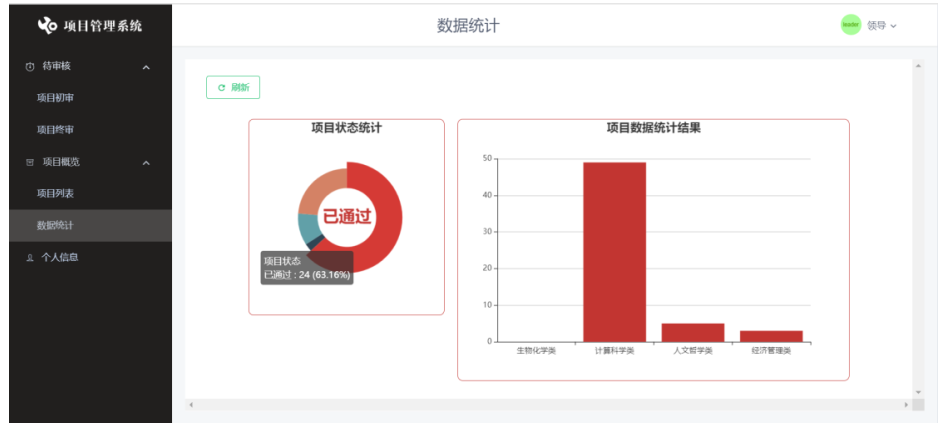 项目管理系统
数据统计
leader
领导
待审核
项目初审
项目终审
项目概览
项目列表
数据统计
个人信息
刷新
项目状态统计
已通过
项目状态
已通过 : 24 (63.16%)
项目数据统计结果
50
40
30
20
10
0
生物化学类
计算科学类
人文哲学类
经济管理类